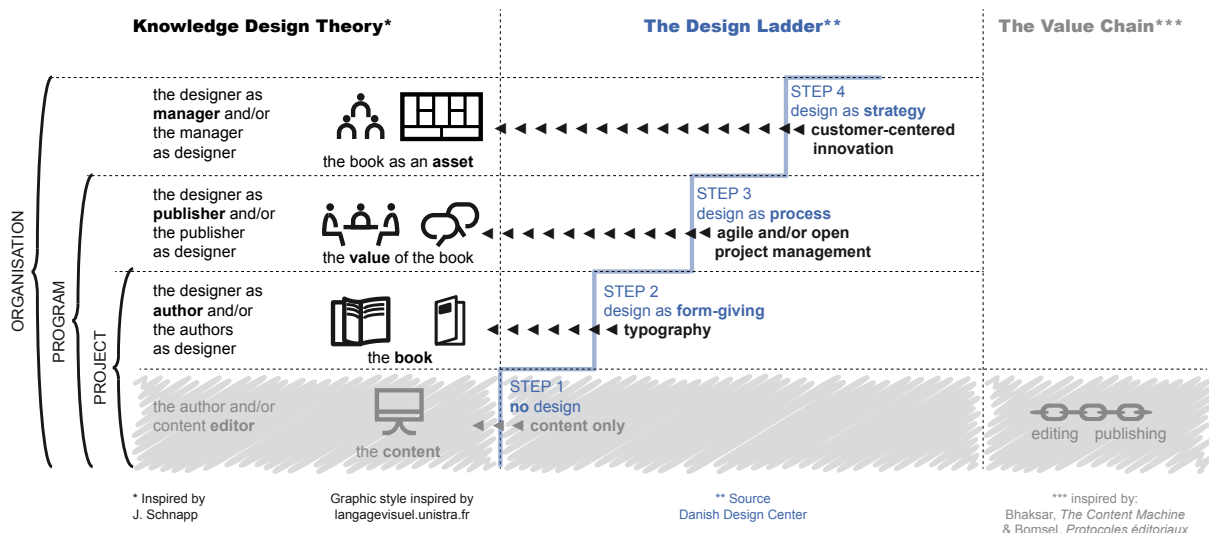 Knowledge Design Theory*
The Design Ladder**
The Value Chain***
ORGANISATION
PROGRAM
PROJECT
the designer as
manager and/or
the manager
as designer
the book as an asset
STEP 4
design as strategy
customer-centered
innovation
the designer as
publisher and/or
the publisher
as designer
the value of the book
STEP 3
design as process
agile and/or open
project management
the designer as
author and/or
the authors
as designer
the book
STEP 2
design as form-giving
typography
the author and/or
content editor
the content
STEP 1
no design
content only
editing publishing
* Inspired by
J. Schnapp
Graphic style inspired by
langagevisuel.unistra.fr
** Source
Danish Design Center
*** inspired by:
Bhaksar, The Content Machine
& Bomsel, Protocoles éditoriaux